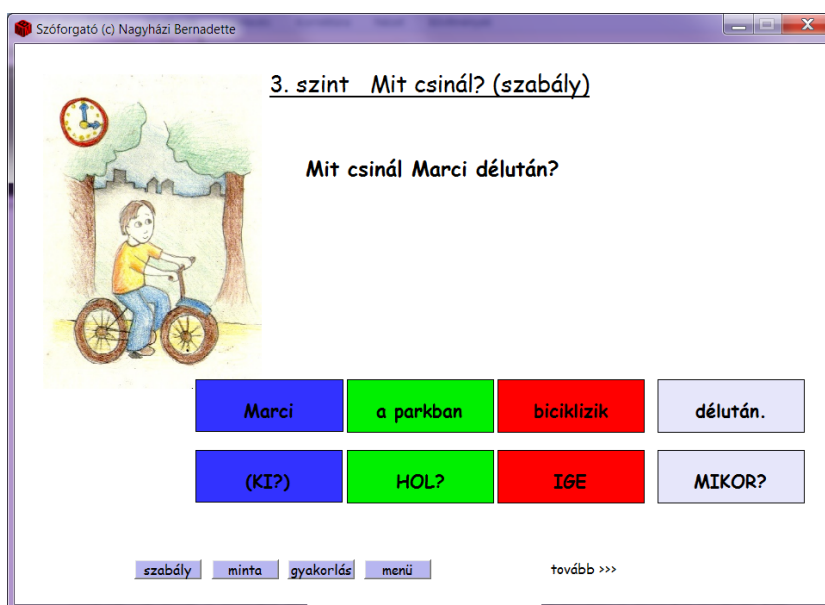 Szóforgató (c) Nagyházi Bernadette
3. szint Mit csinál? (szabály)
Mit csinál Marci délután?
Marci a parkban biciklizik délután.
(KI?) HOL? IGE MIKOR?
szabály minta gyakorlás menü tovább >>>